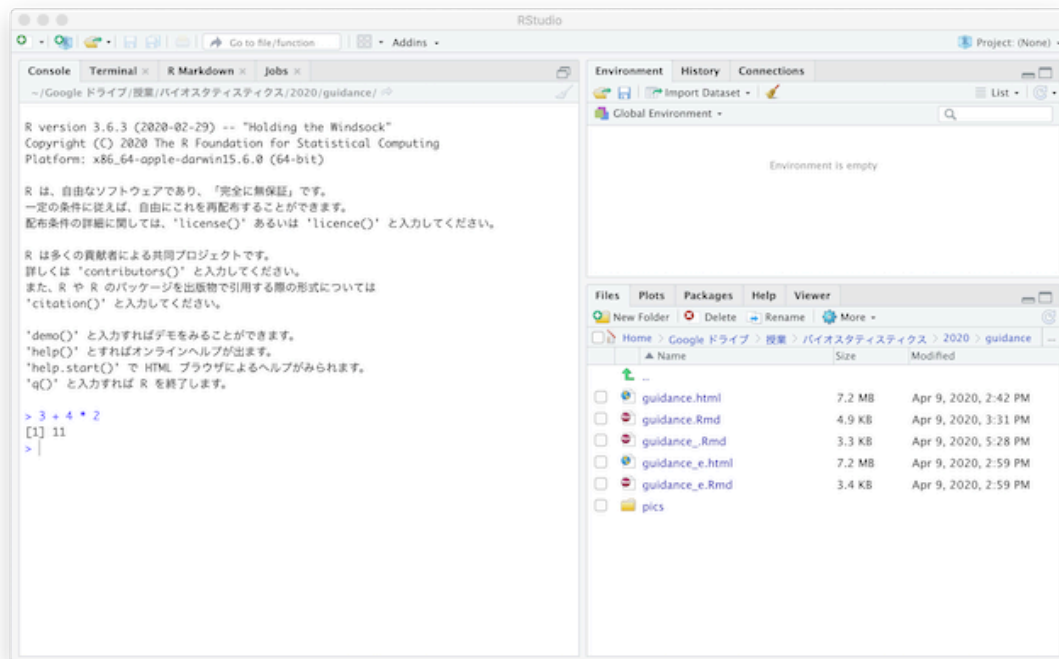 RStudio
Go to file/function
Addins
Project: (None)
Console Terminal R Markdown Jobs
~/Google ドライブ/授業/バイオスタティスティクス/2020/guidance/
R version 3.6.3 (2020-02-29) -- "Holding the Windsock"
Copyright (C) 2020 The R Foundation for Statistical Computing
Platform: x86_64-apple-darwin15.6.0 (64-bit)
R は、自由なソフトウェアであり、「完全に無保証」です。
一定の条件に従えば、自由にこれを再配布することができます。
配布条件の詳細に関しては、'license()' あるいは 'licence()' と入力してください。
R は多くの貢献者による共同プロジェクトです。
詳しくは 'contributors()' と入力してください。
また、R や R のパッケージを出版物で引用する際の形式については
'citation()' と入力してください。
'demo()' と入力すればデモをみることができます。
'help()' とすればオンラインヘルプが出ます。
'help.start()' で HTML ブラウザによるヘルプがみられます。
'q()' と入力すれば R を終了します。
> 3 + 4 * 2
[1] 11
>
Environment History Connections
Import Dataset
List
Global Environment
Environment is empty
Files Plots Packages Help Viewer
New Folder Delete Rename More
Home > Google ドライブ > 授業 > バイオスタティスティクス > 2020 > guidance ...
Name Size Modified
..
guidance.html 7.2 MB Apr 9, 2020, 2:42 PM
guidance.Rmd 4.9 KB Apr 9, 2020, 3:31 PM
guidance_.Rmd 3.3 KB Apr 9, 2020, 5:28 PM
guidance_e.html 7.2 MB Apr 9, 2020, 2:59 PM
guidance_e.Rmd 3.4 KB Apr 9, 2020, 2:59 PM
pics